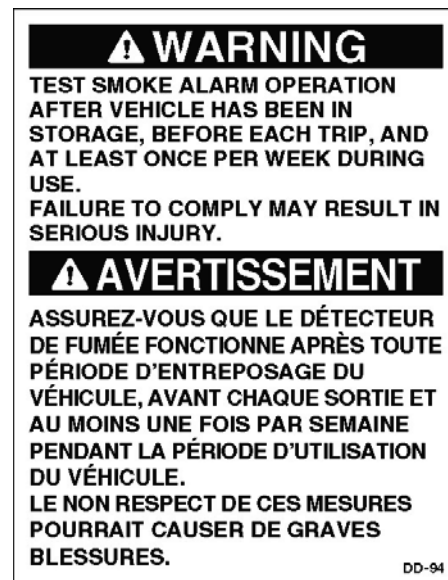 WARNING
TEST SMOKE ALARM OPERATION
AFTER VEHICLE HAS BEEN IN
STORAGE, BEFORE EACH TRIP, AND
AT LEAST ONCE PER WEEK DURING
USE.
FAILURE TO COMPLY MAY RESULT IN
SERIOUS INJURY.
AVERTISSEMENT
ASSUREZ-VOUS QUE LE DÉTECTEUR
DE FUMÉE FONCTIONNE APRÈS TOUTE
PÉRIODE D'ENTREPOSAGE DU
VÉHICULE, AVANT CHAQUE SORTIE ET
AU MOINS UNE FOIS PAR SEMAINE
PENDANT LA PÉRIODE D'UTILISATION
DU VÉHICULE.
LE NON RESPECT DE CES MESURES
POURRAIT CAUSER DE GRAVES
BLESSURES.
DD-94